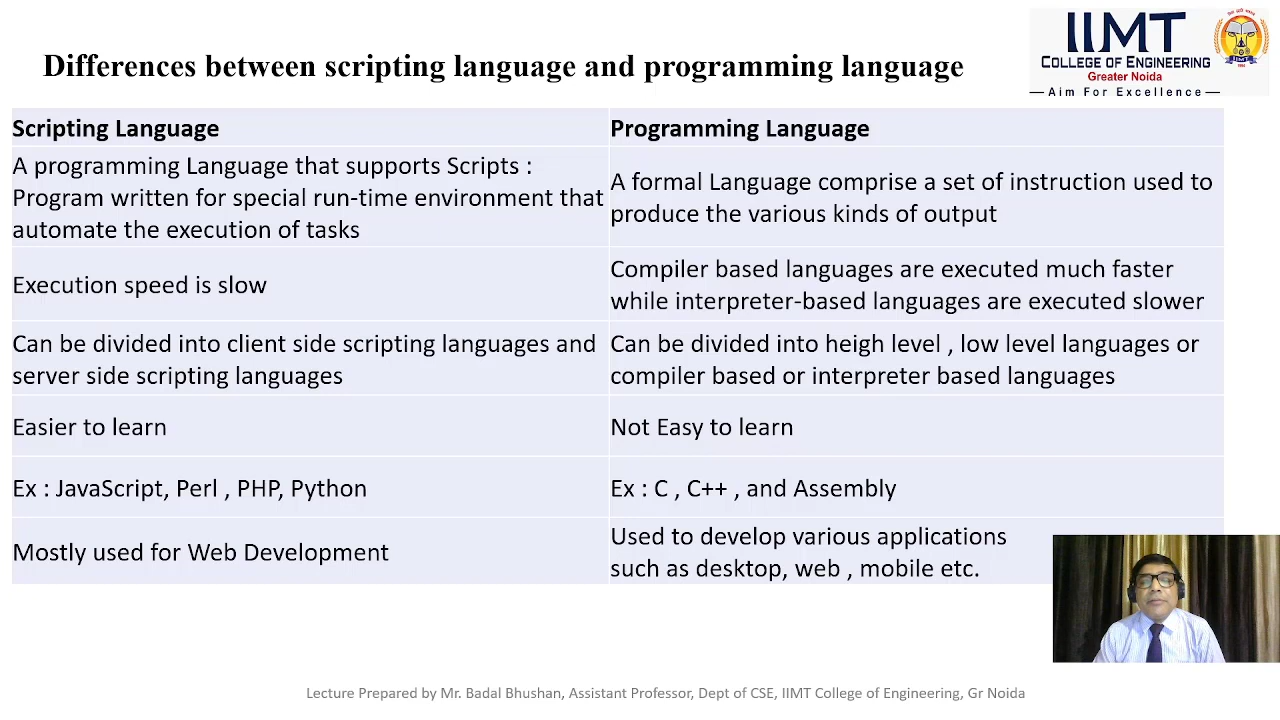 Differences between scripting language and programming language
IIMT
COLLEGE OF ENGINEERING
Greater Noida
Aim For Excellence
Scripting Language
Programming Language
A programming Language that supports Scripts :
Program written for special run-time environment that
automate the execution of tasks
A formal Language comprise a set of instruction used to
produce the various kinds of output
Execution speed is slow
Compiler based languages are executed much faster
while interpreter-based languages are executed slower
Can be divided into client side scripting languages and
server side scripting languages
Can be divided into heigh level , low level languages or
compiler based or interpreter based languages
Easier to learn
Not Easy to learn
Ex : JavaScript, Perl , PHP, Python
Ex : C , C++ , and Assembly
Mostly used for Web Development
Used to develop various applications
such as desktop, web , mobile etc.
Lecture Prepared by Mr. Badal Bhushan, Assistant Professor, Dept of CSE, IIMT College of Engineering, Gr Noida